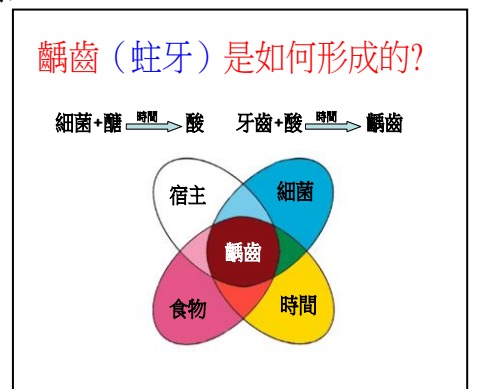 齲齒（蛀牙）是如何形成的?
細菌+醣 時間 酸 牙齒+酸 時間 齲齒
宿主 細菌
齲齒
食物 時間